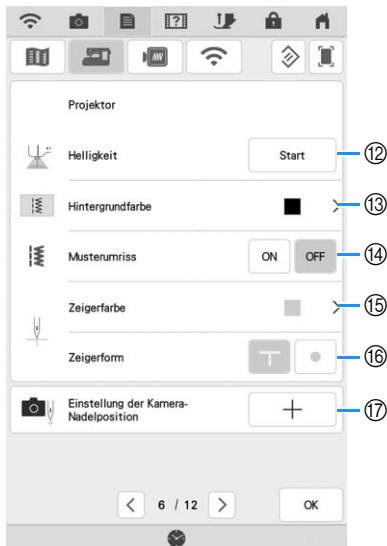 Projektor
Helligkeit
Start
⑫
Hintergrundfarbe
⑬
Musterumriss
ON
OFF
⑭
Zeigerfarbe
⑮
Zeigerform
⑯
Einstellung der Kamera-
Nadelposition
⑰
6 / 12
OK